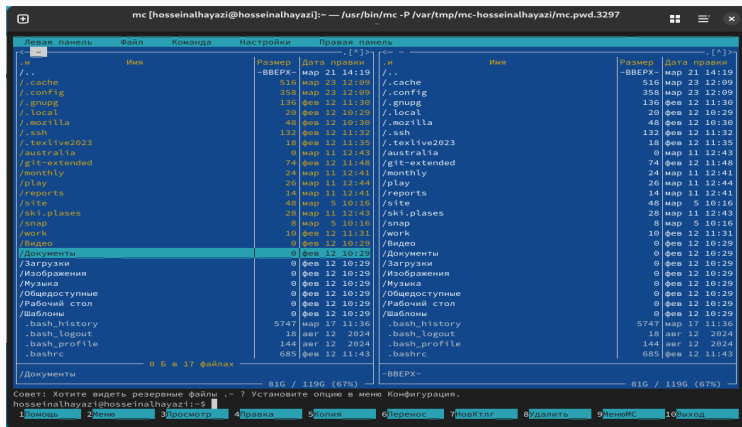 mc [hosseinalhayazi@hosseinalhayazi]:~ — /usr/bin/mc -P /var/tmp/mc-hosseinalhayazi/mc.pwd.3297
Левая панель Файл Команда Настройки Правая панель
<- ~ .[^]> <- ~ .[^]>
.и Имя Размер Дата правки .и Имя Размер Дата правки
/.. -ВВЕРХ- мар 21 14:19 /.. -ВВЕРХ- мар 21 14:19
/.cache 516 мар 23 12:09 /.cache 516 мар 23 12:09
/.config 358 мар 23 12:09 /.config 358 мар 23 12:09
/.gnupg 136 фев 12 11:30 /.gnupg 136 фев 12 11:30
/.local 20 фев 12 10:29 /.local 20 фев 12 10:29
/.mozilla 48 фев 12 10:30 /.mozilla 48 фев 12 10:30
/.ssh 132 фев 12 11:32 /.ssh 132 фев 12 11:32
/.texlive2023 18 фев 12 11:35 /.texlive2023 18 фев 12 11:35
/australia 0 мар 11 12:43 /australia 0 мар 11 12:43
/git-extended 74 фев 12 11:48 /git-extended 74 фев 12 11:48
/monthly 24 мар 11 12:41 /monthly 24 мар 11 12:41
/play 26 мар 11 12:44 /play 26 мар 11 12:44
/reports 14 мар 11 12:41 /reports 14 мар 11 12:41
/site 48 мар 5 10:16 /site 48 мар 5 10:16
/ski.plases 28 мар 11 12:43 /ski.plases 28 мар 11 12:43
/snap 8 мар 5 10:16 /snap 8 мар 5 10:16
/work 10 фев 12 11:31 /work 10 фев 12 11:31
/Видео 0 фев 12 10:29 /Видео 0 фев 12 10:29
/Документы 0 фев 12 10:29 /Документы 0 фев 12 10:29
/Загрузки 0 фев 12 10:29 /Загрузки 0 фев 12 10:29
/Изображения 0 фев 12 10:29 /Изображения 0 фев 12 10:29
/Музыка 0 фев 12 10:29 /Музыка 0 фев 12 10:29
/Общедоступные 0 фев 12 10:29 /Общедоступные 0 фев 12 10:29
/Рабочий стол 0 фев 12 10:29 /Рабочий стол 0 фев 12 10:29
/Шаблоны 0 фев 12 10:29 /Шаблоны 0 фев 12 10:29
.bash_history 5747 мар 17 11:36 .bash_history 5747 мар 17 11:36
.bash_logout 18 авг 12 2024 .bash_logout 18 авг 12 2024
.bash_profile 144 авг 12 2024 .bash_profile 144 авг 12 2024
.bashrc 685 фев 12 11:43 .bashrc 685 фев 12 11:43
0 Б в 17 файлах
/Документы -ВВЕРХ-
81G / 119G (67%) 81G / 119G (67%)
Совет: Хотите видеть резервные файлы .~ ? Установите опцию в меню Конфигурация.
hosseinalhayazi@hosseinalhayazi:~$
1Помощь 2Меню 3Просмотр 4Правка 5Копия 6Перенос 7НовКтлг 8Удалить 9МенюМС 10Выход